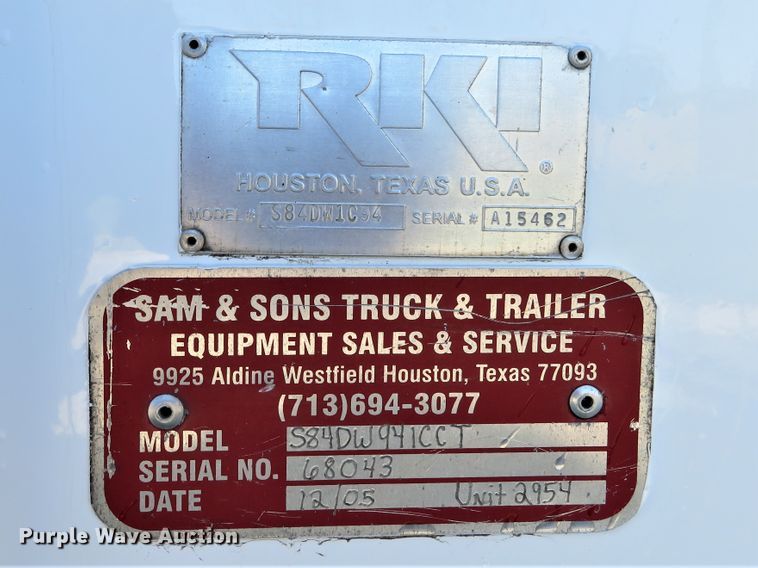 RKI
®
HOUSTON, TEXAS U.S.A.
MODEL# S84DW1C94 SERIAL# A15462
SAM & SONS TRUCK & TRAILER
EQUIPMENT SALES & SERVICE
9925 Aldine Westfield Houston, Texas 77093
(713)694-3077
MODEL S84DW941CCT
SERIAL NO. 68043
DATE 12/05 Unit 2954
Purple Wave Auction®